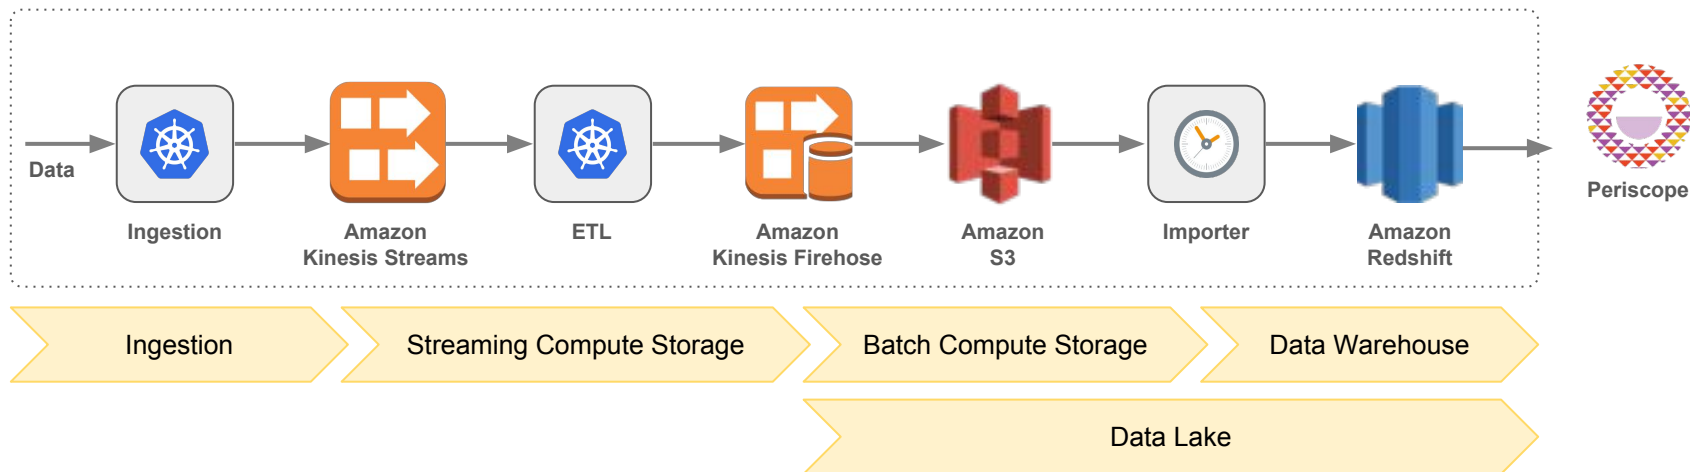 Data
Ingestion
Amazon
Kinesis Streams
ETL
Amazon
Kinesis Firehose
Amazon
S3
Importer
Amazon
Redshift
Periscope
Ingestion
Streaming Compute Storage
Batch Compute Storage
Data Warehouse
Data Lake